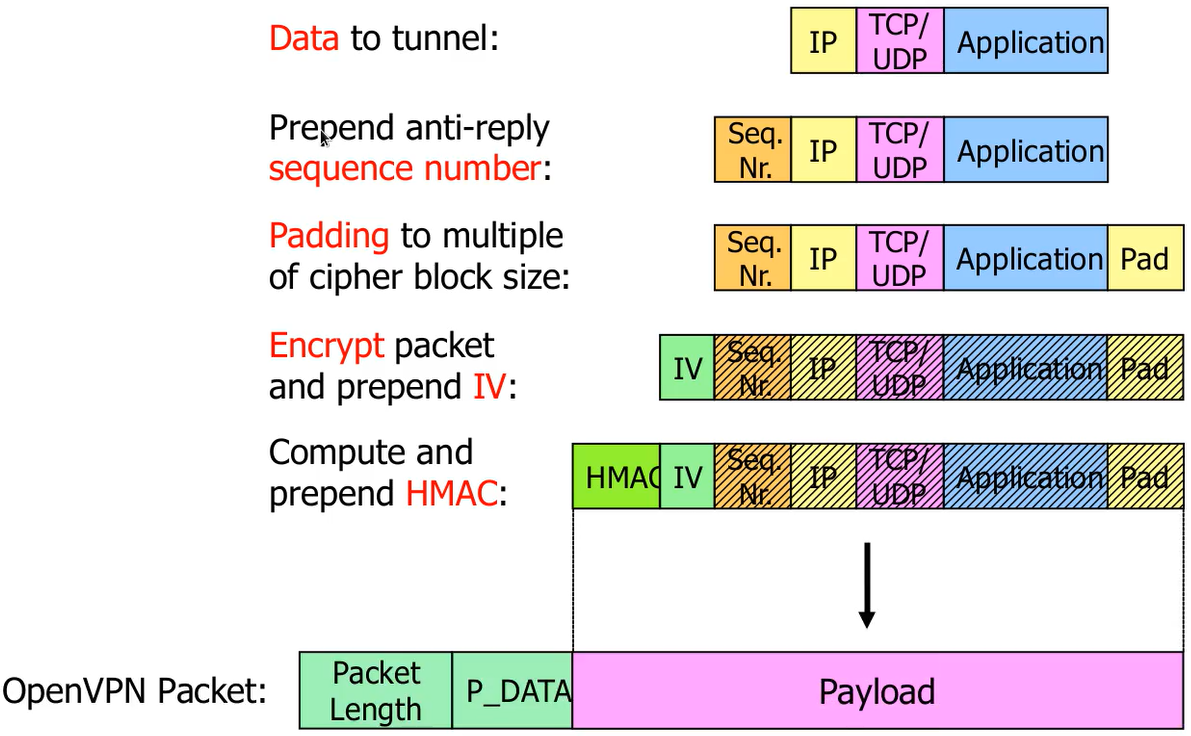 Data to tunnel:
IP
TCP/
UDP
Application
Prepend anti-reply
sequence number:
Seq.
Nr.
IP
TCP/
UDP
Application
Padding to multiple
of cipher block size:
Seq.
Nr.
IP
TCP/
UDP
Application
Pad
Encrypt packet
and prepend IV:
IV
Seq.
Nr.
IP
TCP/
UDP
Application
Pad
Compute and
prepend HMAC:
HMAC
IV
Seq.
Nr.
IP
TCP/
UDP
Application
Pad
OpenVPN Packet:
Packet
Length
P_DATA
Payload